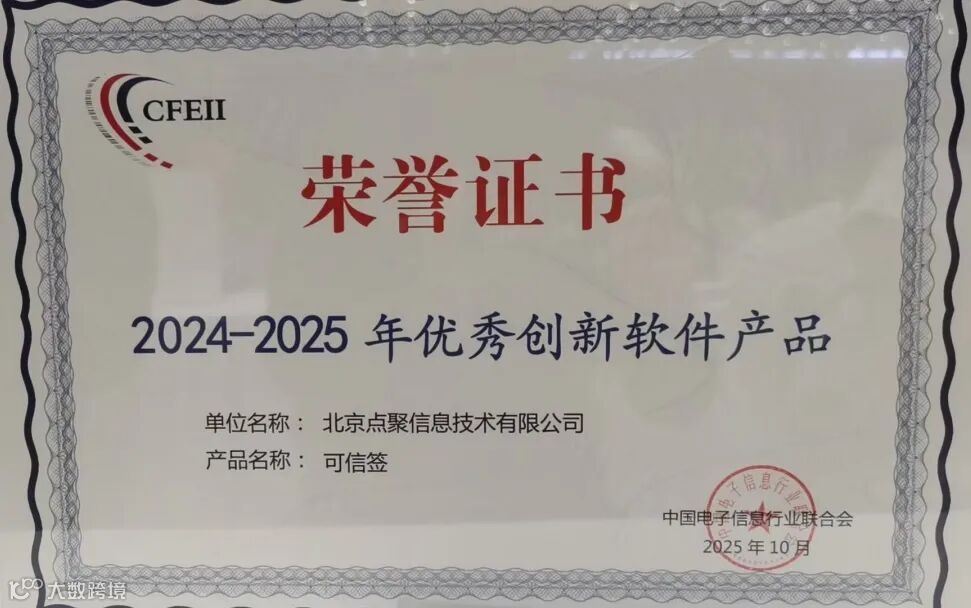 CFEII
荣誉证书
2024-2025 年优秀创新软件产品
单位名称： 北京点聚信息技术有限公司
产品名称： 可信签
中国电子信息行业联合会
2025 年 10 月
大数跨境